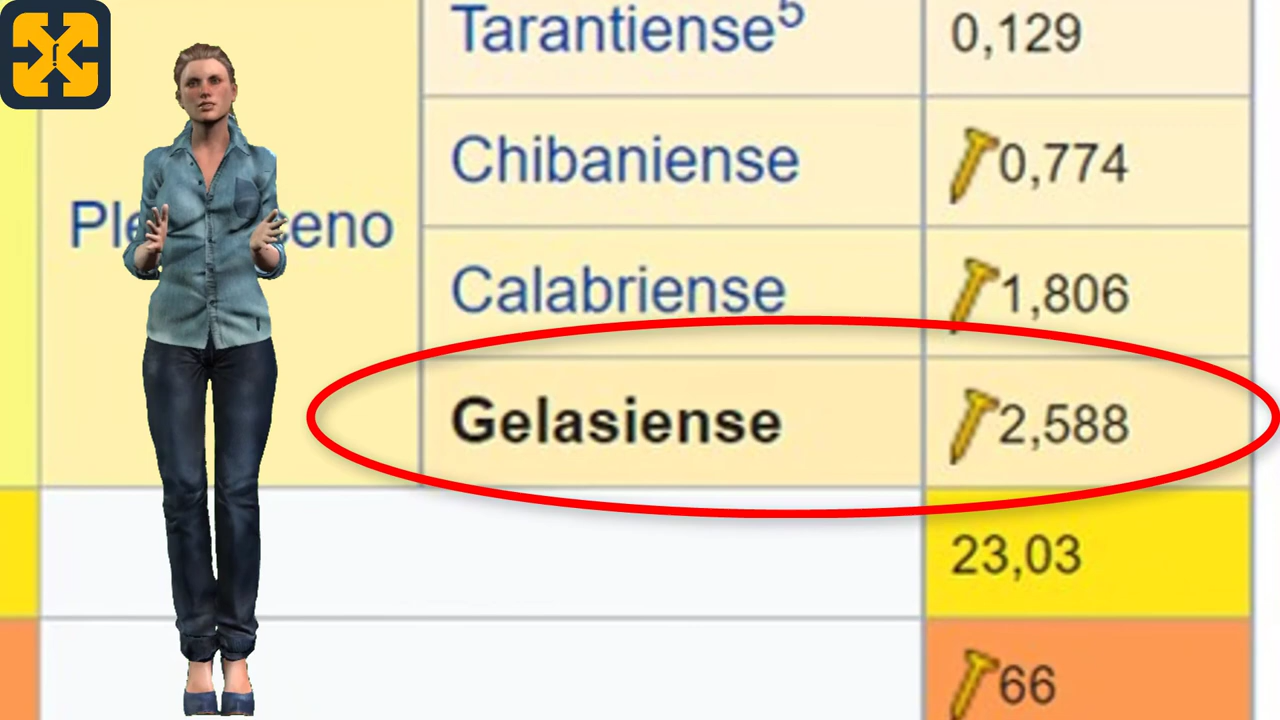 Tarantiense⁵ 0,129
Chibaniense 0,774
Calabriense 1,806
Gelasiense 2,588
23,03
66